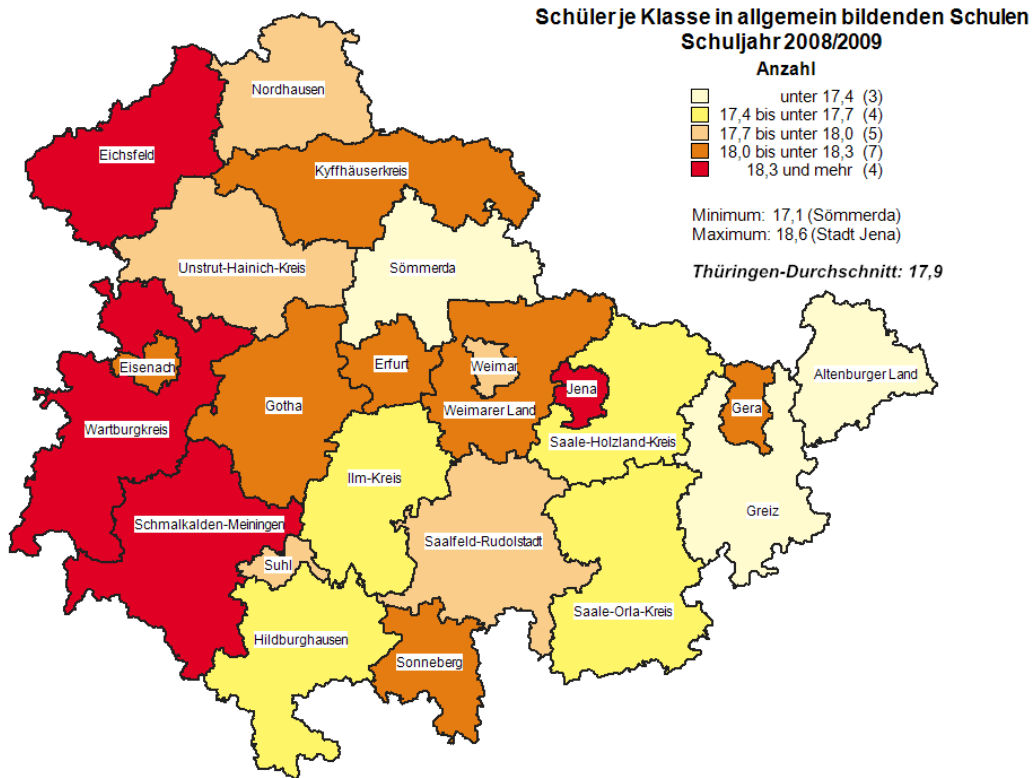 Schüler je Klasse in allgemein bildenden Schulen
Schuljahr 2008/2009
Anzahl
unter 17,4 (3)
17,4 bis unter 17,7 (4)
17,7 bis unter 18,0 (5)
18,0 bis unter 18,3 (7)
18,3 und mehr (4)
Minimum: 17,1 (Sömmerda)
Maximum: 18,6 (Stadt Jena)
Thüringen-Durchschnitt: 17,9
Nordhausen
Eichsfeld
Kyffhäuserkreis
Unstrut-Hainich-Kreis
Sömmerda
Eisenach
Erfurt
Weimar
Jena
Altenburger Land
Gotha
Weimarer Land
Gera
Wartburgkreis
Saale-Holzland-Kreis
Ilm-Kreis
Greiz
Schmalkalden-Meiningen
Saalfeld-Rudolstadt
Suhl
Saale-Orla-Kreis
Hildburghausen
Sonneberg